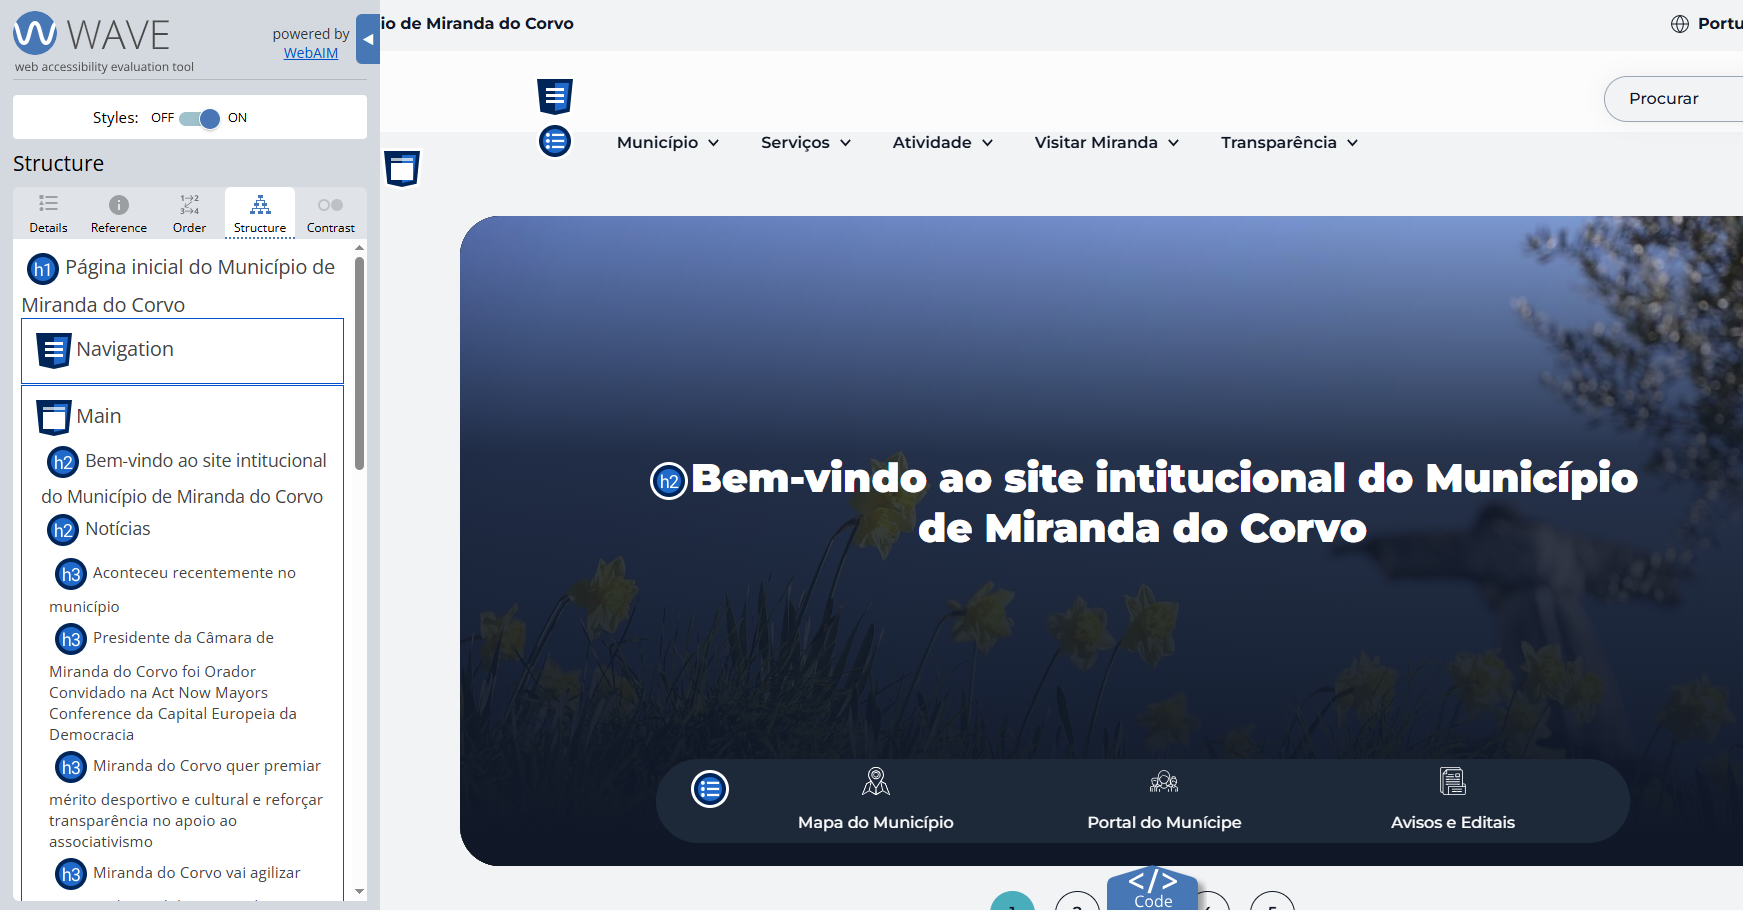 WAVE
powered by
WebAIM
web accessibility evaluation tool
Styles: OFF ON
Structure
Details Reference Order Structure Contrast
h1 Página inicial do Município de
Miranda do Corvo
Navigation
Main
h2 Bem-vindo ao site intitucional
do Município de Miranda do Corvo
h2 Notícias
h3 Aconteceu recentemente no
município
h3 Presidente da Câmara de
Miranda do Corvo foi Orador
Convidado na Act Now Mayors
Conference da Capital Europeia da
Democracia
h3 Miranda do Corvo quer premiar
mérito desportivo e cultural e reforçar
transparência no apoio ao
associativismo
h3 Miranda do Corvo vai agilizar
io de Miranda do Corvo
Portu
Procurar
Município Serviços Atividade Visitar Miranda Transparência
h2 Bem-vindo ao site intitucional do Município
de Miranda do Corvo
Mapa do Município Portal do Munícipe Avisos e Editais
</> Code